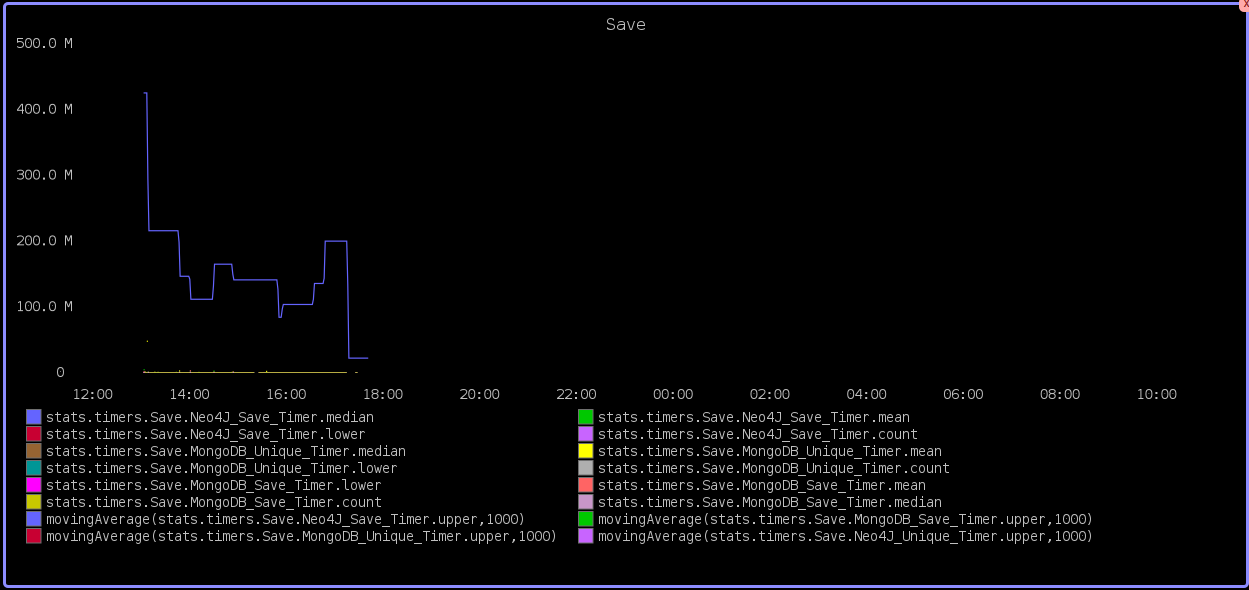 x
Save
500.0 M
400.0 M
300.0 M
200.0 M
100.0 M
0
12:00 14:00 16:00 18:00 20:00 22:00 00:00 02:00 04:00 06:00 08:00 10:00
stats.timers.Save.Neo4J_Save_Timer.median stats.timers.Save.Neo4J_Save_Timer.mean
stats.timers.Save.Neo4J_Save_Timer.lower stats.timers.Save.Neo4J_Save_Timer.count
stats.timers.Save.MongoDB_Unique_Timer.median stats.timers.Save.MongoDB_Unique_Timer.mean
stats.timers.Save.MongoDB_Unique_Timer.lower stats.timers.Save.MongoDB_Unique_Timer.count
stats.timers.Save.MongoDB_Save_Timer.lower stats.timers.Save.MongoDB_Save_Timer.mean
stats.timers.Save.MongoDB_Save_Timer.count stats.timers.Save.MongoDB_Save_Timer.median
movingAverage(stats.timers.Save.Neo4J_Save_Timer.upper,1000) movingAverage(stats.timers.Save.MongoDB_Save_Timer.upper,1000)
movingAverage(stats.timers.Save.MongoDB_Unique_Timer.upper,1000) movingAverage(stats.timers.Save.Neo4J_Unique_Timer.upper,1000)